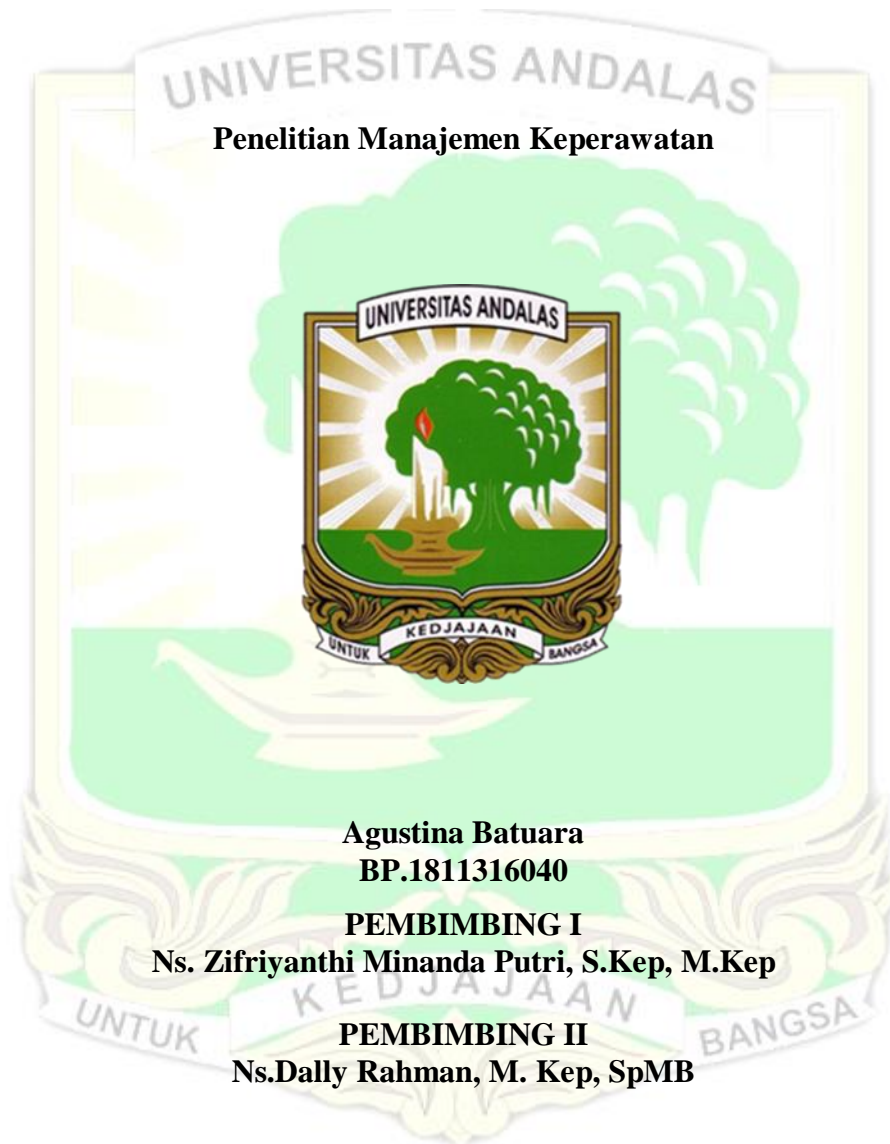 UNIVERSITAS ANDALAS
Penelitian Manajemen Keperawatan
UNIVERSITAS ANDALAS
UNTUK KEDJAJAAN BANGSA
Agustina Batuara
BP.1811316040
PEMBIMBING I
Ns. Zifriyanthi Minanda Putri, S.Kep, M.Kep
UNTUK KEDJAJAAN BANGSA
PEMBIMBING II
Ns.Dally Rahman, M. Kep, SpMB